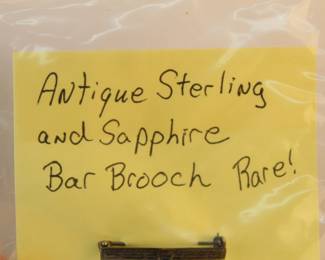 Antique Sterling
and Sapphire
Bar Brooch Rare!